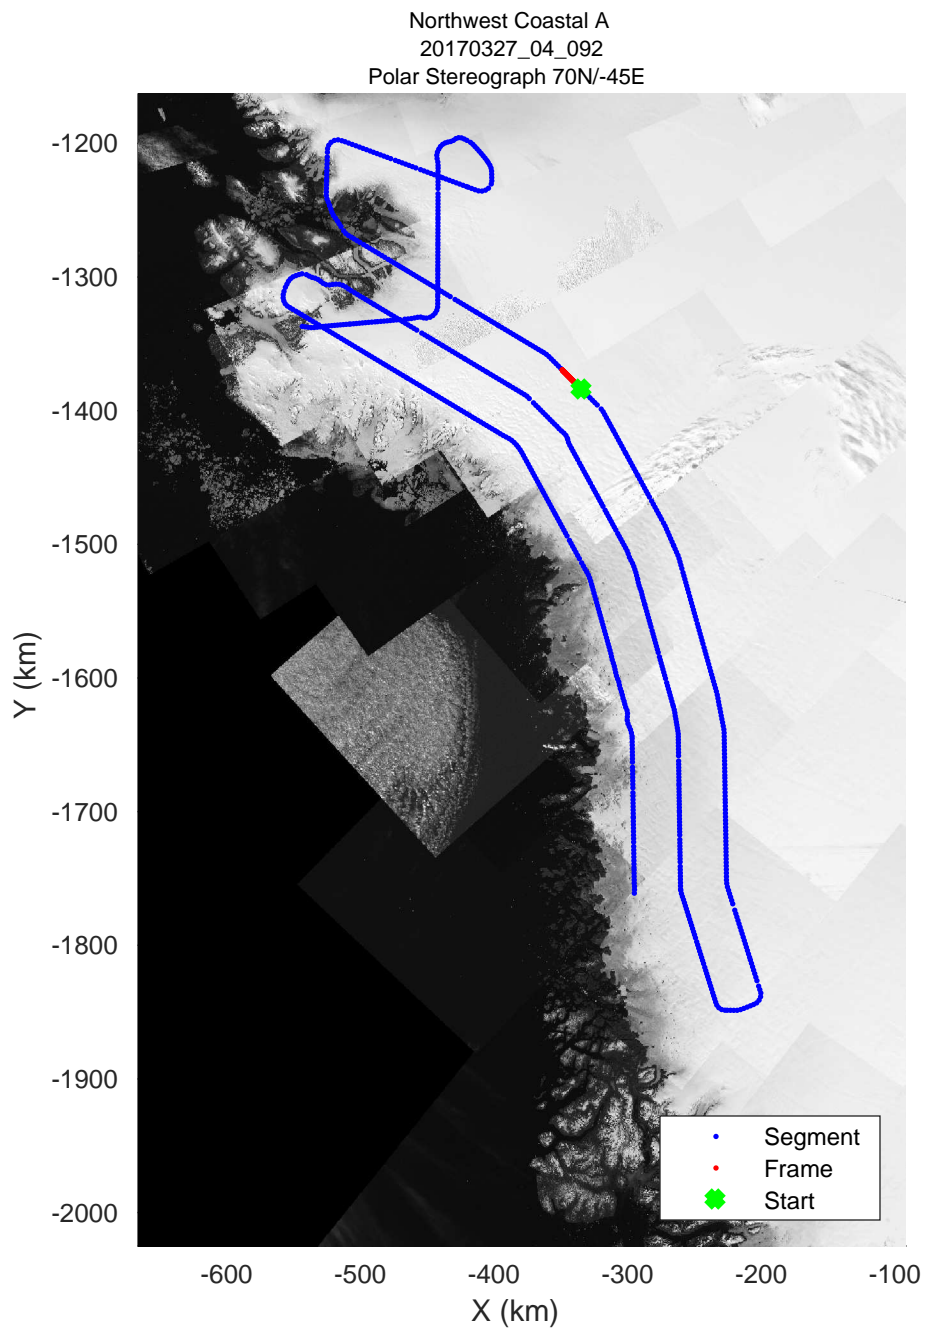 Northwest Coastal A
20170327_04_092
Polar Stereograph 70N/-45E
-1200
-1300
-1400
-1500
-1600
-1700
-1800
-1900
-2000
Y (km)
Segment
Frame
Start
-600 -500 -400 -300 -200 -100
X (km)